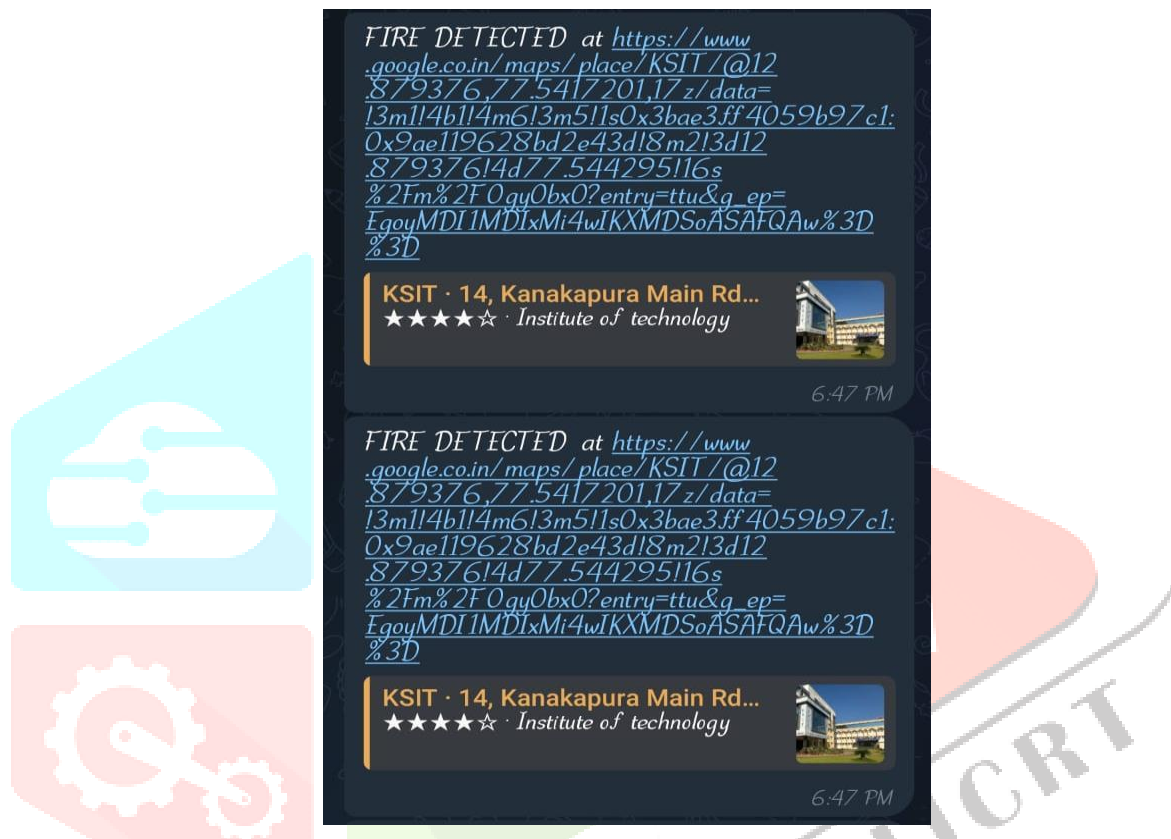 FIRE DETECTED at https://www
.google.co.in/maps/place/KSIT/@12
.879376,77.5417201,17z/data=
!3m1!4b1!4m6!3m5!1s0x3bae3ff4059b97c1:
0x9ae119628bd2e43d!8m2!3d12
.879376!4d77.544295!16s
%2Fm%2F0gy0bx0?entry=ttu&g_ep=
EgoyMDI1MDIxMi4wIKXMDSoASAFQAw%3D
%3D
KSIT · 14, Kanakapura Main Rd...
★★★★☆ · Institute of technology
6:47 PM
FIRE DETECTED at https://www
.google.co.in/maps/place/KSIT/@12
.879376,77.5417201,17z/data=
!3m1!4b1!4m6!3m5!1s0x3bae3ff4059b97c1:
0x9ae119628bd2e43d!8m2!3d12
.879376!4d77.544295!16s
%2Fm%2F0gy0bx0?entry=ttu&g_ep=
EgoyMDI1MDIxMi4wIKXMDSoASAFQAw%3D
%3D
KSIT · 14, Kanakapura Main Rd...
★★★★☆ · Institute of technology
6:47 PM
IJCRT